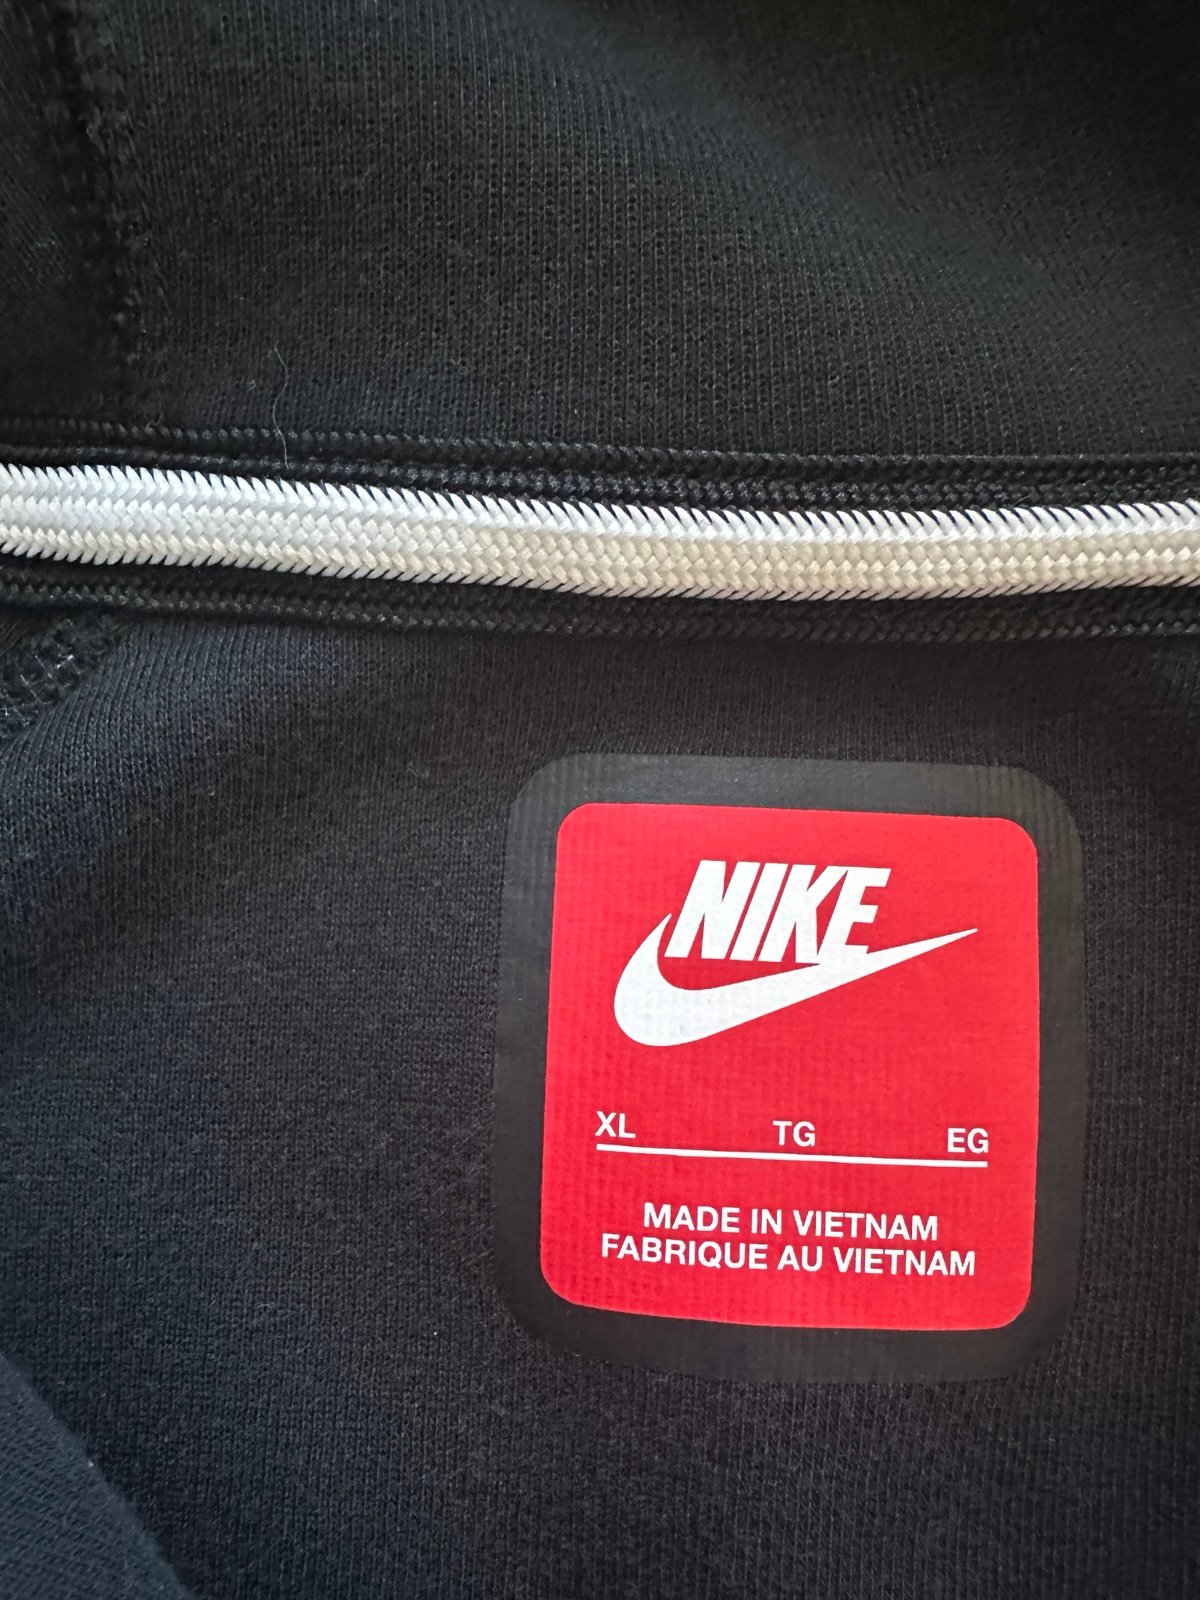 NIKE
XL TG EG
MADE IN VIETNAM
FABRIQUE AU VIETNAM